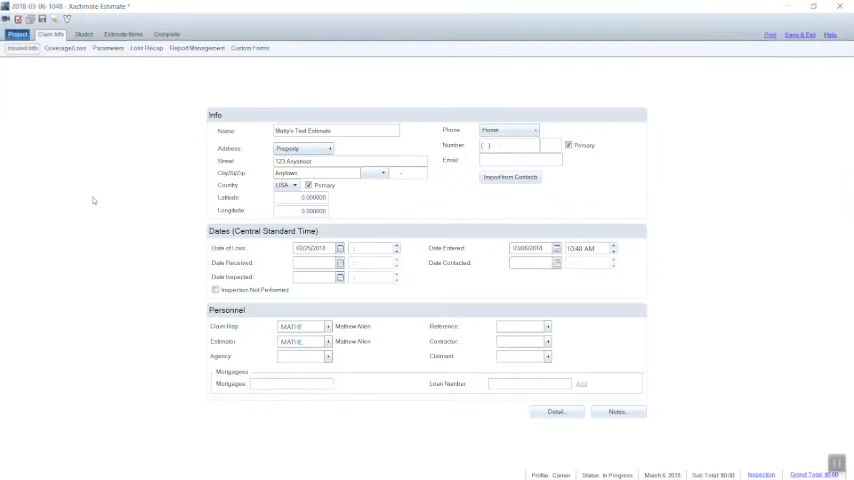 2018-03-06-1048 - Xactimate Estimate *
Project Claim Info Sketch Estimate Items Complete Print Save & Exit Help
Insured Info Coverage/Loss Parameters Loss Recap Report Management Custom Forms
Info
Name Matty's Test Estimate Phone: Home
Address: Property Number: ( ) - Primary
Street: 123 Anystreet Email:
City/St/Zip: Anytown - Import from Contacts
Country: USA Primary
Latitude: 0.000000
Longitude: 0.000000
Dates (Central Standard Time)
Date of Loss: 02/25/2018 : Date Entered: 03/06/2018 10:48 AM
Date Received: : Date Contacted: :
Date Inspected: :
Inspection Not Performed
Personnel
Claim Rep: MATHE Mathew Allen Reference:
Estimator: MATHE Mathew Allen Contractor:
Agency: Claimant:
Mortgagees
Mortgagee: Loan Number: Add
Detail... Notes...
Profile: Carrier Status: In Progress March 6, 2018 Sub Total: $0.00 Inspection Grand Total: $0.00